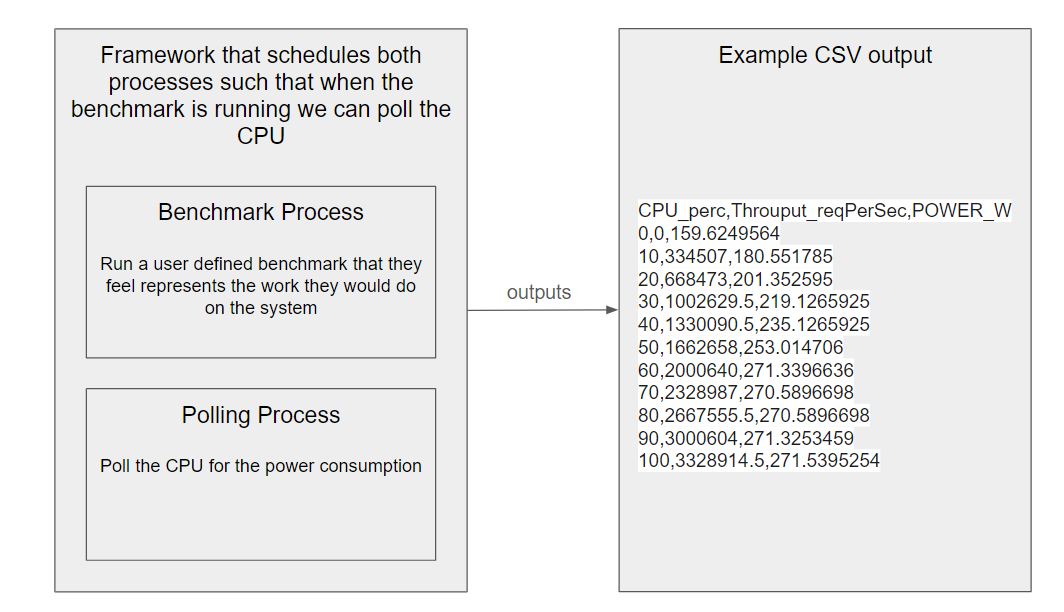 Framework that schedules both
processes such that when the
benchmark is running we can poll the
CPU
Benchmark Process
Run a user defined benchmark that they
feel represents the work they would do
on the system
Polling Process
Poll the CPU for the power consumption
outputs
Example CSV output
CPU_perc,Throuput_reqPerSec,POWER_W
0,0,159.6249564
10,334507,180.551785
20,668473,201.352595
30,1002629.5,219.1265925
40,1330090.5,235.1265925
50,1662658,253.014706
60,2000640,271.3396636
70,2328987,270.5896698
80,2667555.5,270.5896698
90,3000604,271.3253459
100,3328914.5,271.5395254